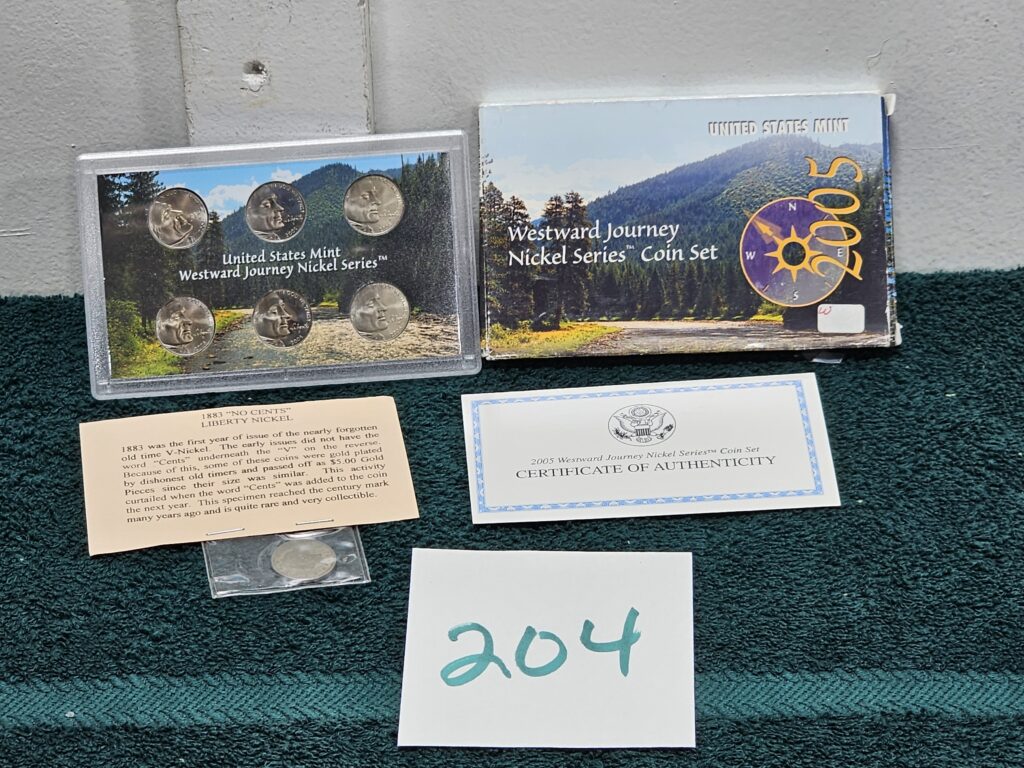 United States Mint
Westward Journey Nickel Series™
UNITED STATES MINT
2005
Westward Journey
Nickel Series™ Coin Set
N
W
E
S
1883 "NO CENTS"
LIBERTY NICKEL
1883 was the first year of issue of the nearly forgotten
old time V-Nickel. The early issues did not have the
word "Cents" underneath the "V" on the reverse.
Because of this, some of these coins were gold plated
by dishonest old timers and passed off as $5.00 Gold
Pieces since their size was similar. This activity
curtailed when the word "Cents" was added to the coin
the next year. This specimen reached the century mark
many years ago and is quite rare and very collectible.
2005 Westward Journey Nickel Series™ Coin Set
CERTIFICATE OF AUTHENTICITY
204